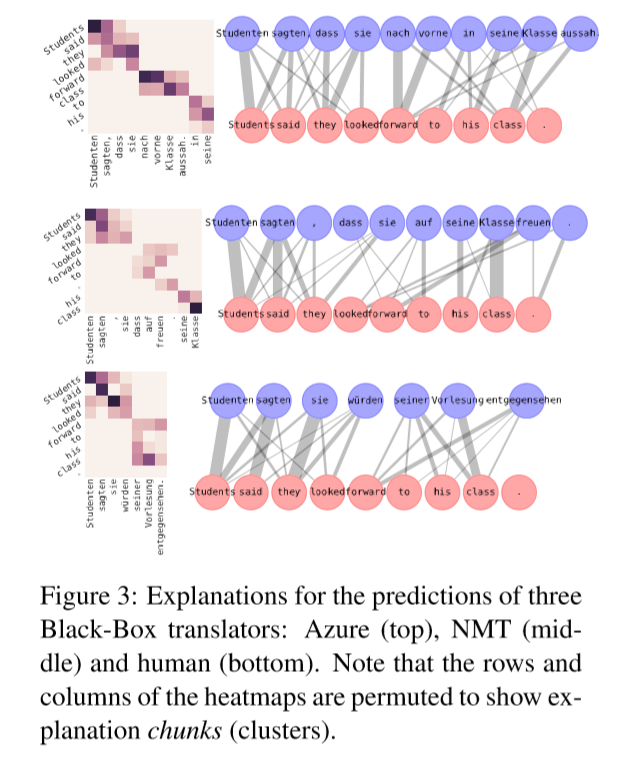 Students
said
they
looked
forward
class
to
his
.
Studenten
sagten,
dass
sie
nach
vorne
Klasse
aussah.
in
seine
Studenten sagten, dass sie nach vorne in seine Klasse aussah.
Students said they looked forward to his class .
Students
said
they
looked
forward
to
.
his
class
Studenten
sagten
,
sie
dass
auf
freuen
.
seine
Klasse
Studenten sagten , dass sie auf seine Klasse freuen .
Students said they looked forward to his class .
Students
said
they
looked
forward
to
his
class
.
Studenten
sagten
sie
würden
seiner
Vorlesung
entgegensehen.
Studenten sagten sie würden seiner Vorlesung entgegensehen
Students said they looked forward to his class .
Figure 3: Explanations for the predictions of three
Black-Box translators: Azure (top), NMT (mid-
dle) and human (bottom). Note that the rows and
columns of the heatmaps are permuted to show ex-
planation chunks (clusters).